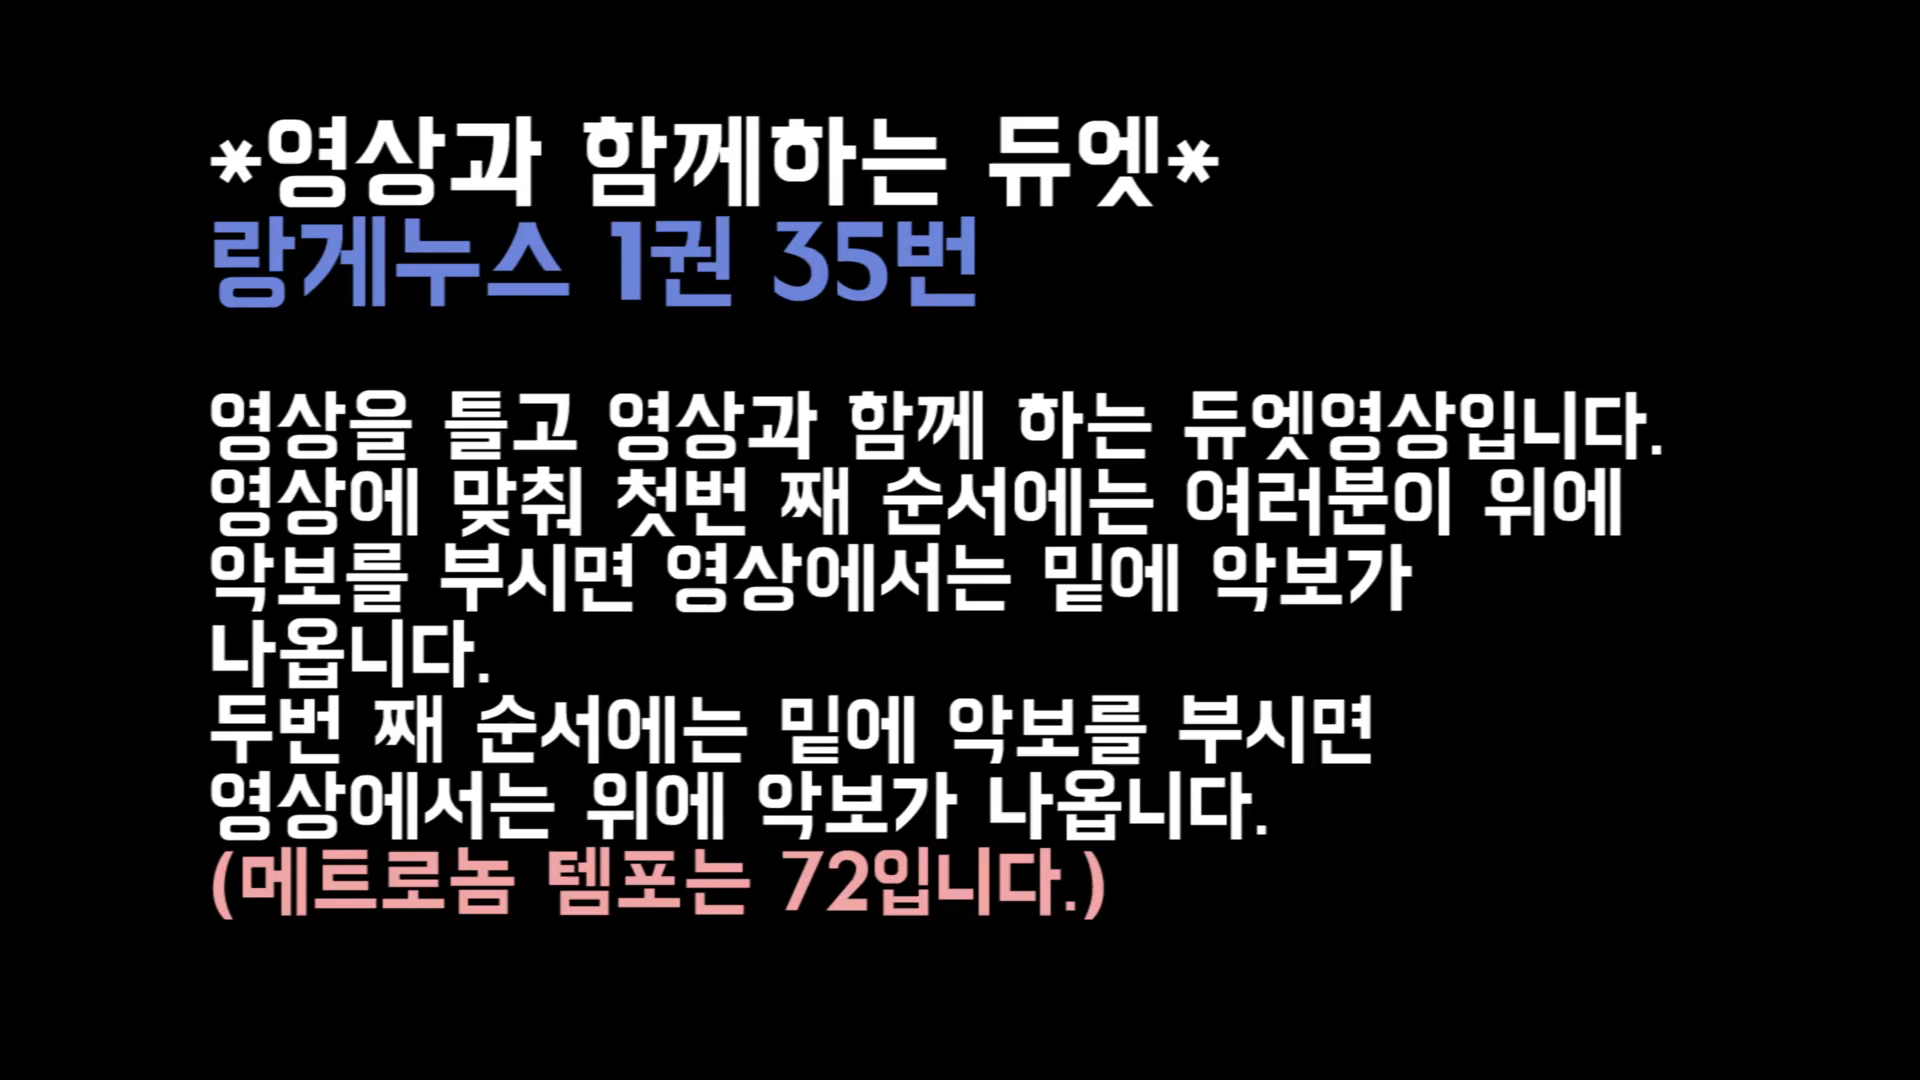 *영상과 함께하는 듀엣*
랑게누스 1권 35번
영상을 틀고 영상과 함께 하는 듀엣영상입니다.
영상에 맞춰 첫번 째 순서에는 여러분이 위에
악보를 부시면 영상에서는 밑에 악보가
나옵니다.
두번 째 순서에는 밑에 악보를 부시면
영상에서는 위에 악보가 나옵니다.
(메트로놈 템포는 72입니다.)